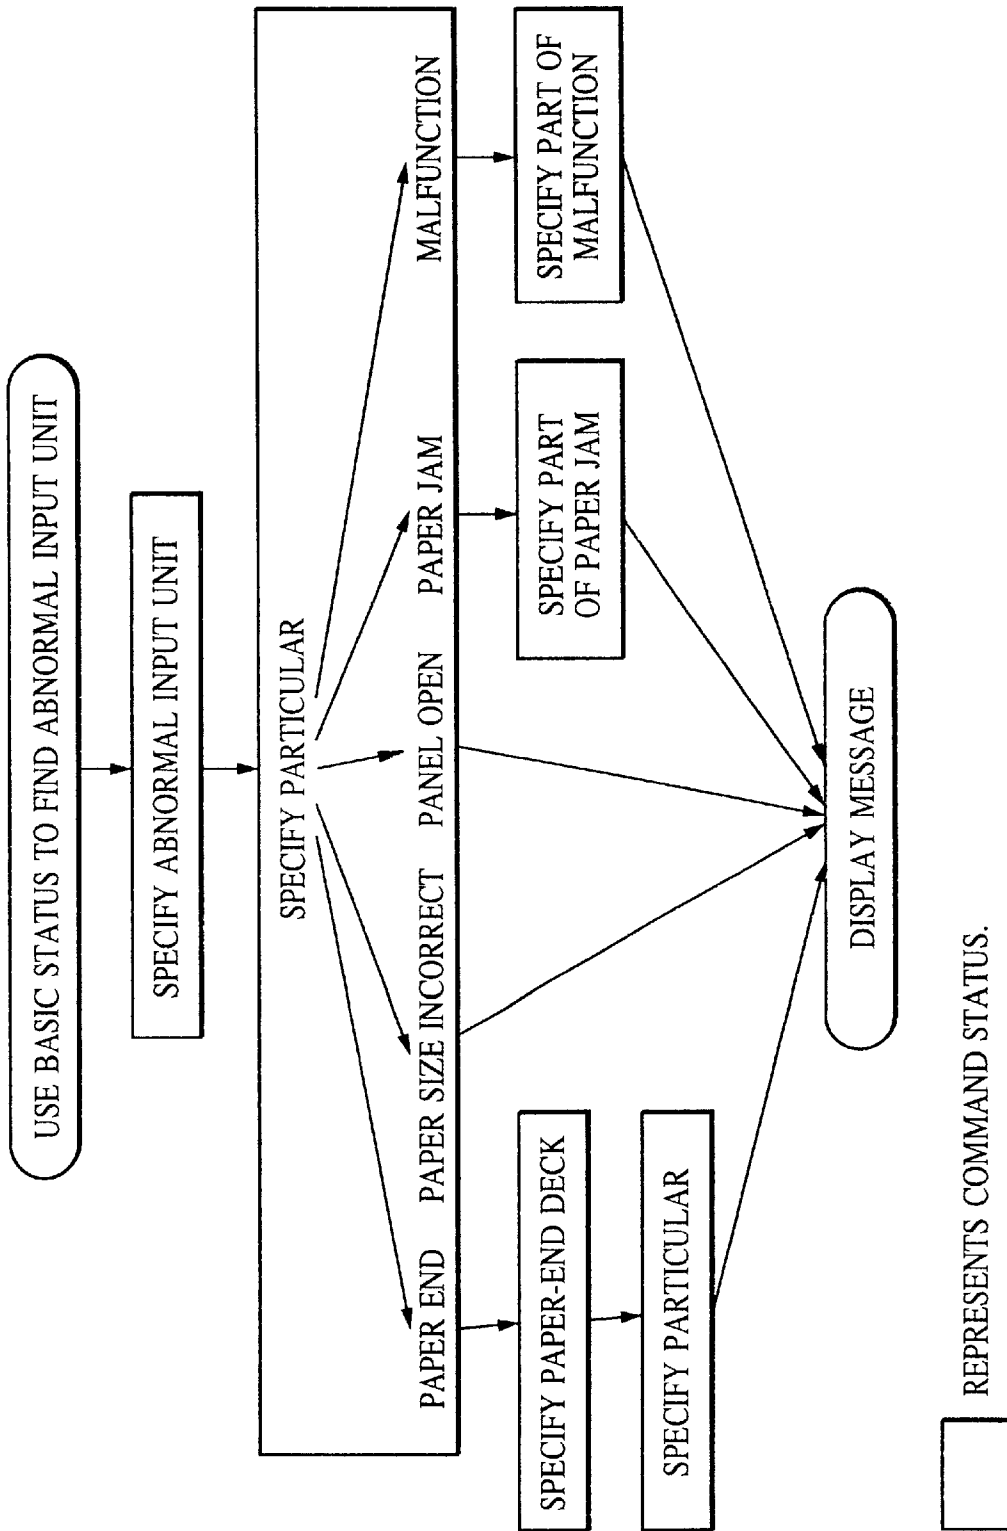 USE BASIC STATUS TO FIND ABNORMAL INPUT UNIT
SPECIFY ABNORMAL INPUT UNIT
SPECIFY PARTICULAR
PAPER END
PAPER SIZE INCORRECT
PANEL OPEN
PAPER JAM
MALFUNCTION
SPECIFY PAPER-END DECK
SPECIFY PART
OF PAPER JAM
SPECIFY PART OF
MALFUNCTION
SPECIFY PARTICULAR
DISPLAY MESSAGE
REPRESENTS COMMAND STATUS.